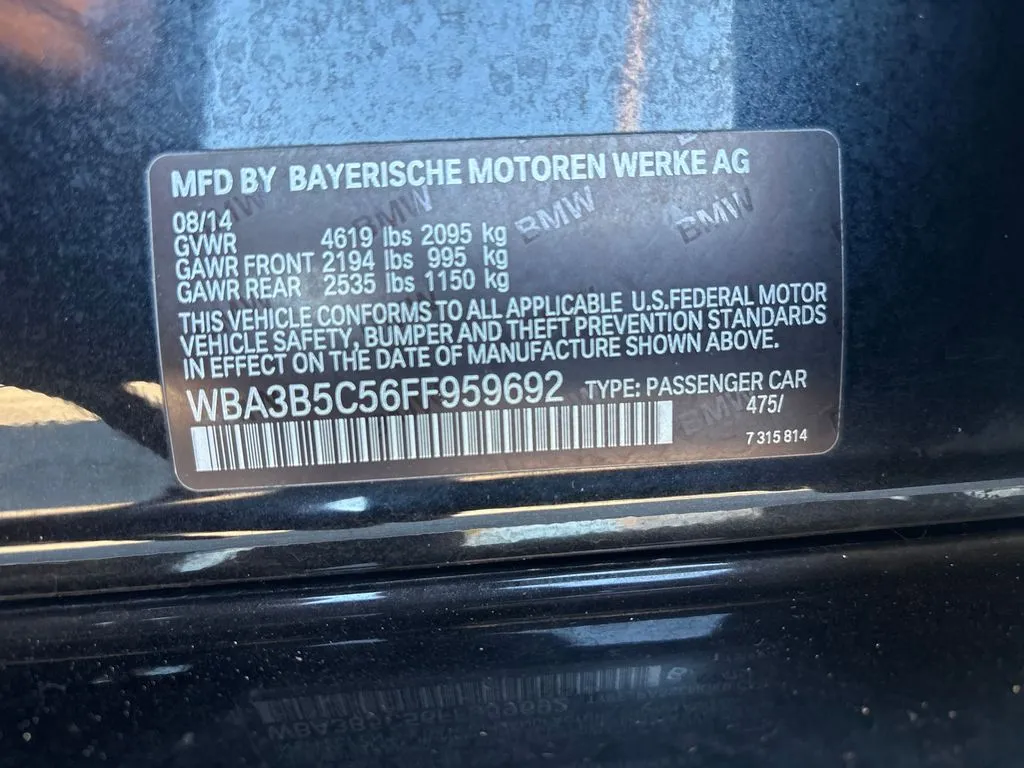 MFD BY BAYERISCHE MOTOREN WERKE AG
08/14
GVWR 4619 lbs 2095 kg
GAWR FRONT 2194 lbs 995 kg
GAWR REAR 2535 lbs 1150 kg
BMW BMW BMW
THIS VEHICLE CONFORMS TO ALL APPLICABLE U.S.FEDERAL MOTOR
VEHICLE SAFETY, BUMPER AND THEFT PREVENTION STANDARDS
IN EFFECT ON THE DATE OF MANUFACTURE SHOWN ABOVE.
WBA3B5C56FF959692 TYPE: PASSENGER CAR
475/
7 315 814